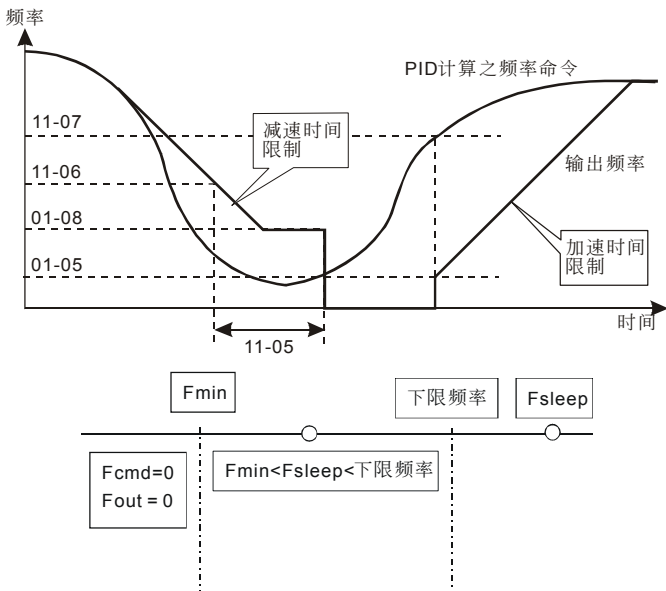 频率
PID计算之频率命令
11-07
减速时间
限制
11-06
输出频率
01-08
加速时间
限制
01-05
时间
11-05
Fmin
下限频率
Fsleep
Fcmd=0
Fout = 0
Fmin<Fsleep<下限频率